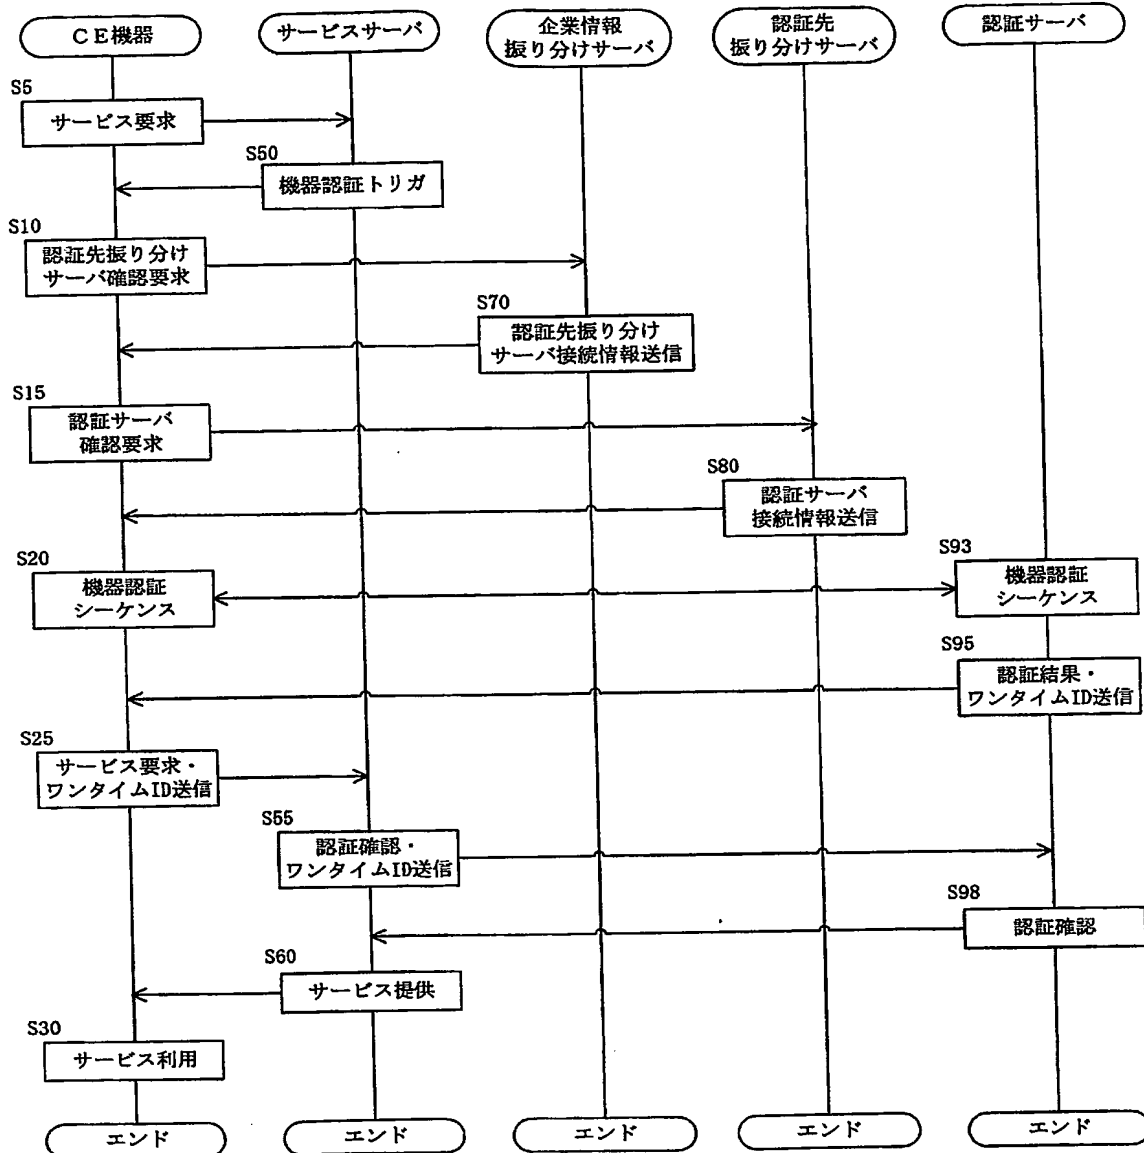 ＣＥ機器
サービスサーバ
企業情報
振り分けサーバ
認証先
振り分けサーバ
認証サーバ
S5
サービス要求
S50
機器認証トリガ
S10
認証先振り分け
サーバ確認要求
S70
認証先振り分け
サーバ接続情報送信
S15
認証サーバ
確認要求
S80
認証サーバ
接続情報送信
S20
機器認証
シーケンス
S93
機器認証
シーケンス
S95
認証結果・
ワンタイムID送信
S25
サービス要求・
ワンタイムID送信
S55
認証確認・
ワンタイムID送信
S98
認証確認
S60
サービス提供
S30
サービス利用
エンド
エンド
エンド
エンド
エンド